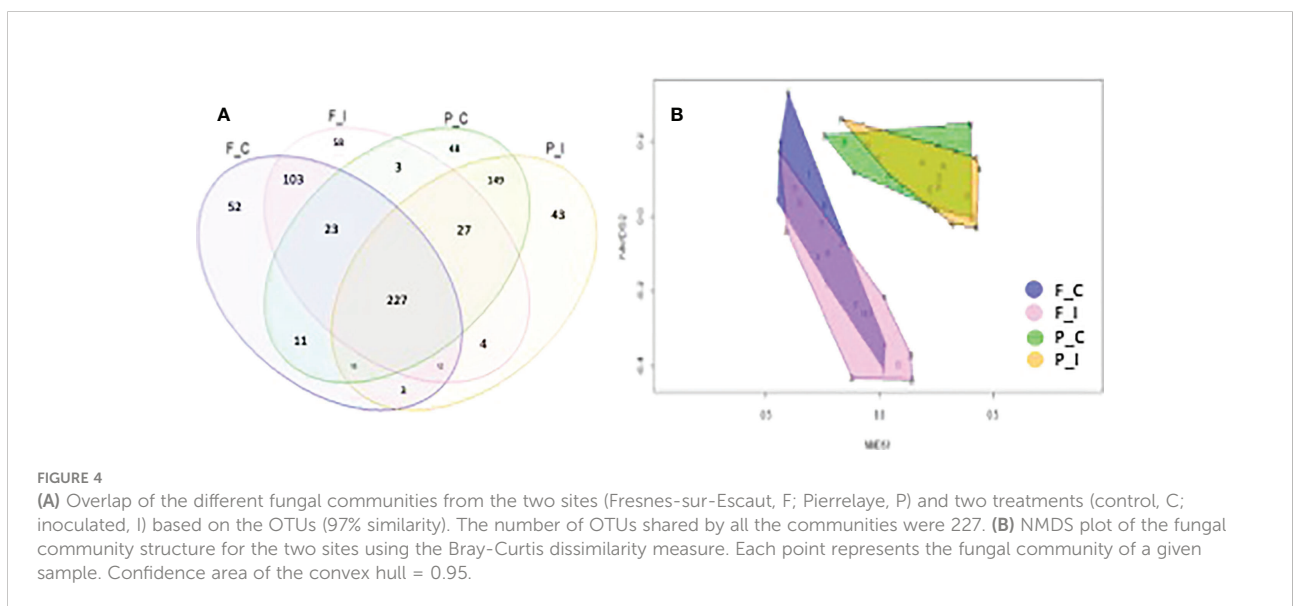 A
F_I
P_C
F_C
P_I
58
48
3
103
149
52
43
23
27
227
11
4
B
F_C
F_I
P_C
P_I
FIGURE 4
(A) Overlap of the different fungal communities from the two sites (Fresnes-sur-Escaut, F; Pierrelaye, P) and two treatments (control, C;
inoculated, I) based on the OTUs (97% similarity). The number of OTUs shared by all the communities were 227. (B) NMDS plot of the fungal
community structure for the two sites using the Bray-Curtis dissimilarity measure. Each point represents the fungal community of a given
sample. Confidence area of the convex hull = 0.95.